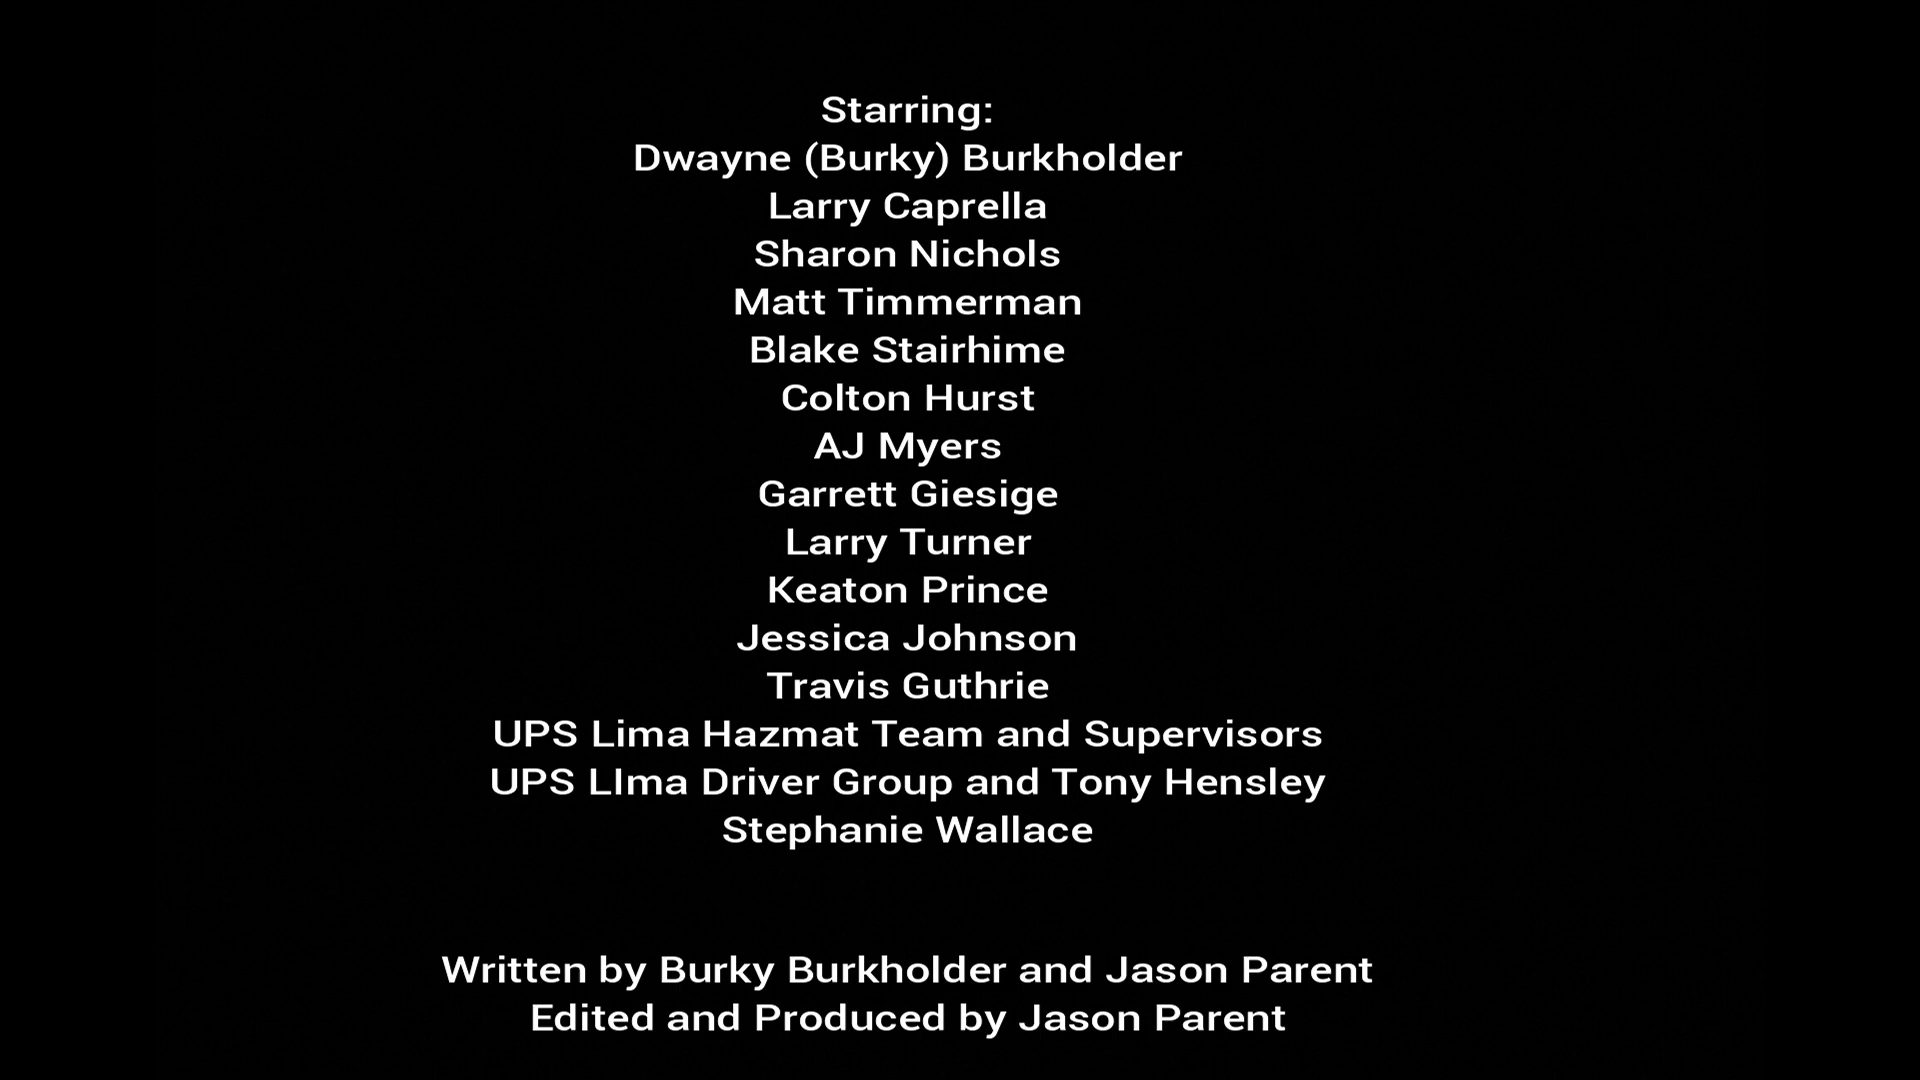 Starring:
Dwayne (Burky) Burkholder
Larry Caprella
Sharon Nichols
Matt Timmerman
Blake Stairhime
Colton Hurst
AJ Myers
Garrett Giesige
Larry Turner
Keaton Prince
Jessica Johnson
Travis Guthrie
UPS Lima Hazmat Team and Supervisors
UPS LIma Driver Group and Tony Hensley
Stephanie Wallace
Written by Burky Burkholder and Jason Parent
Edited and Produced by Jason Parent